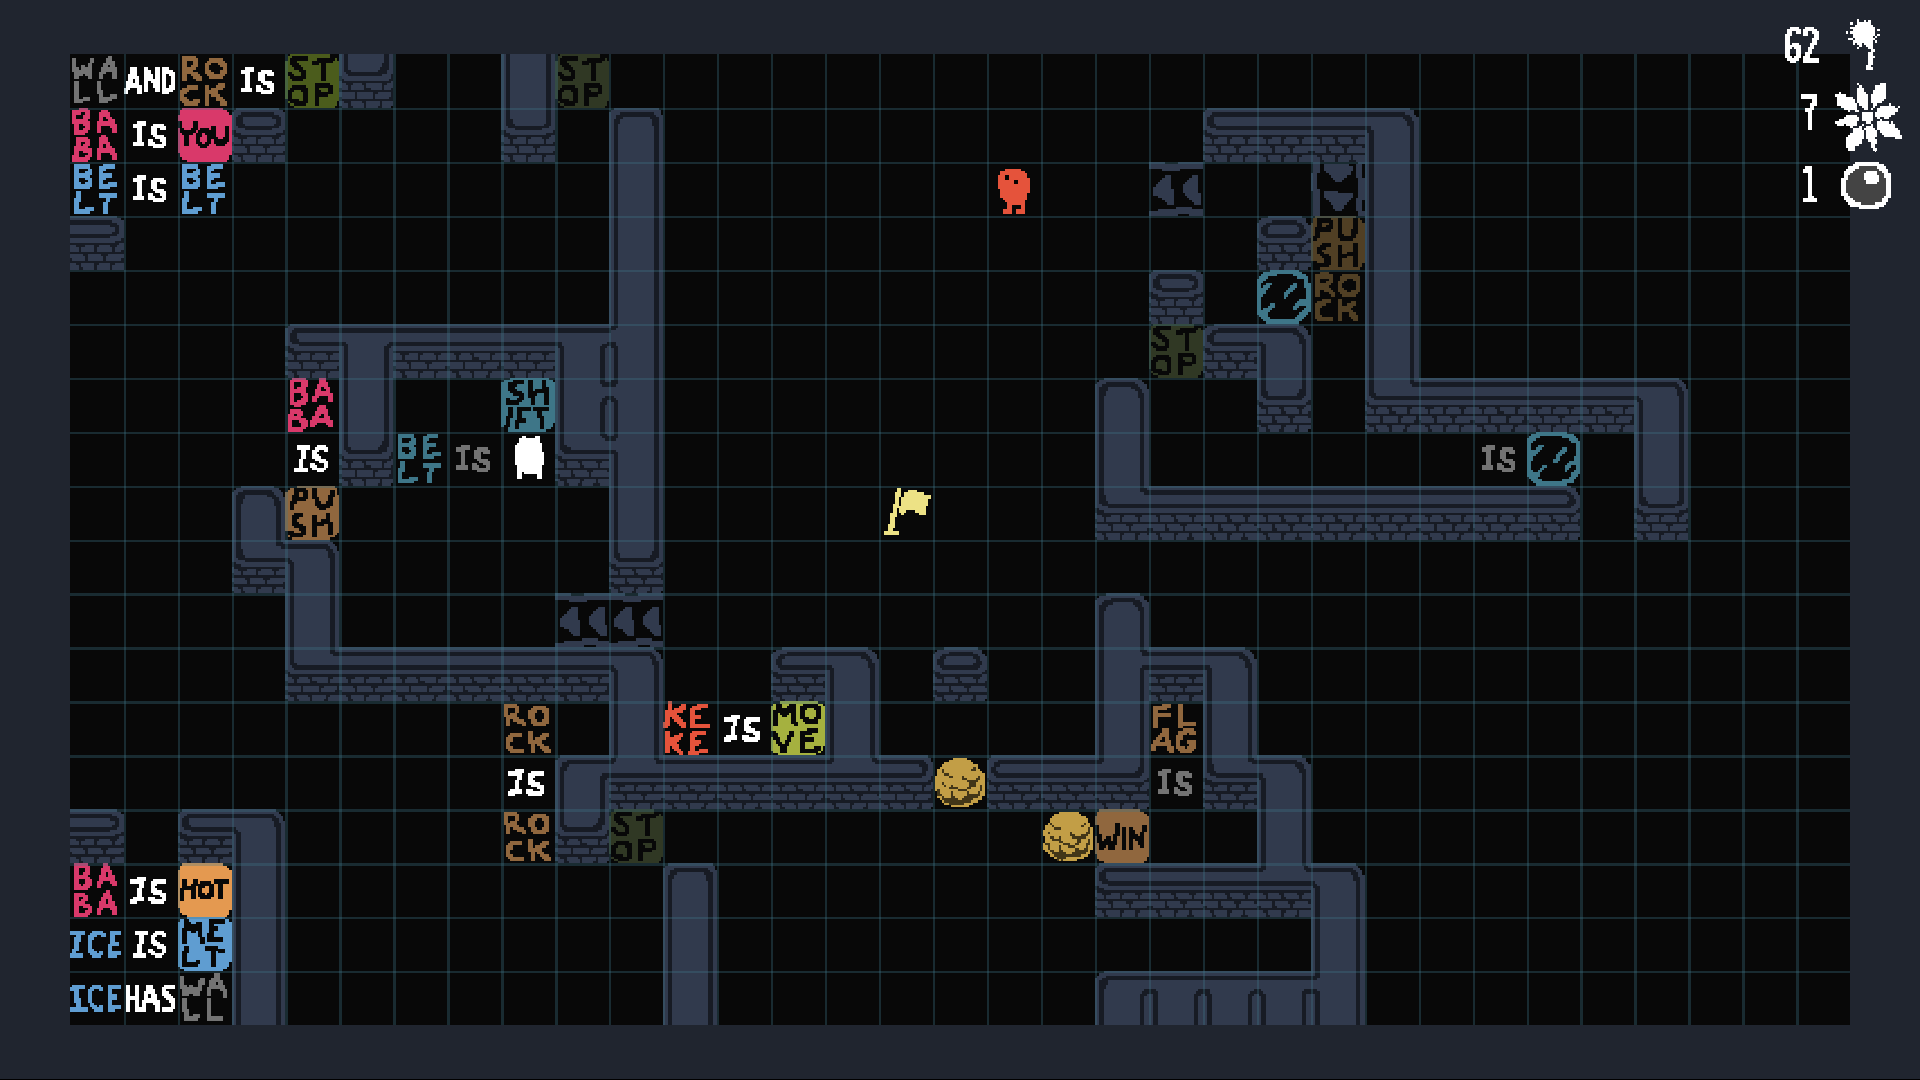 62
WALL AND ROCK IS STOP STOP
7
BABA IS YOU
1
BELT IS BELT
PUSH
ROCK
STOP
BABA SHIFT
IS BELT IS IS
PUSH
ROCK KEKE IS MOVE FLAG
IS IS
ROCK STOP WIN
BABA IS HOT
ICE IS MELT
ICE HAS WALL